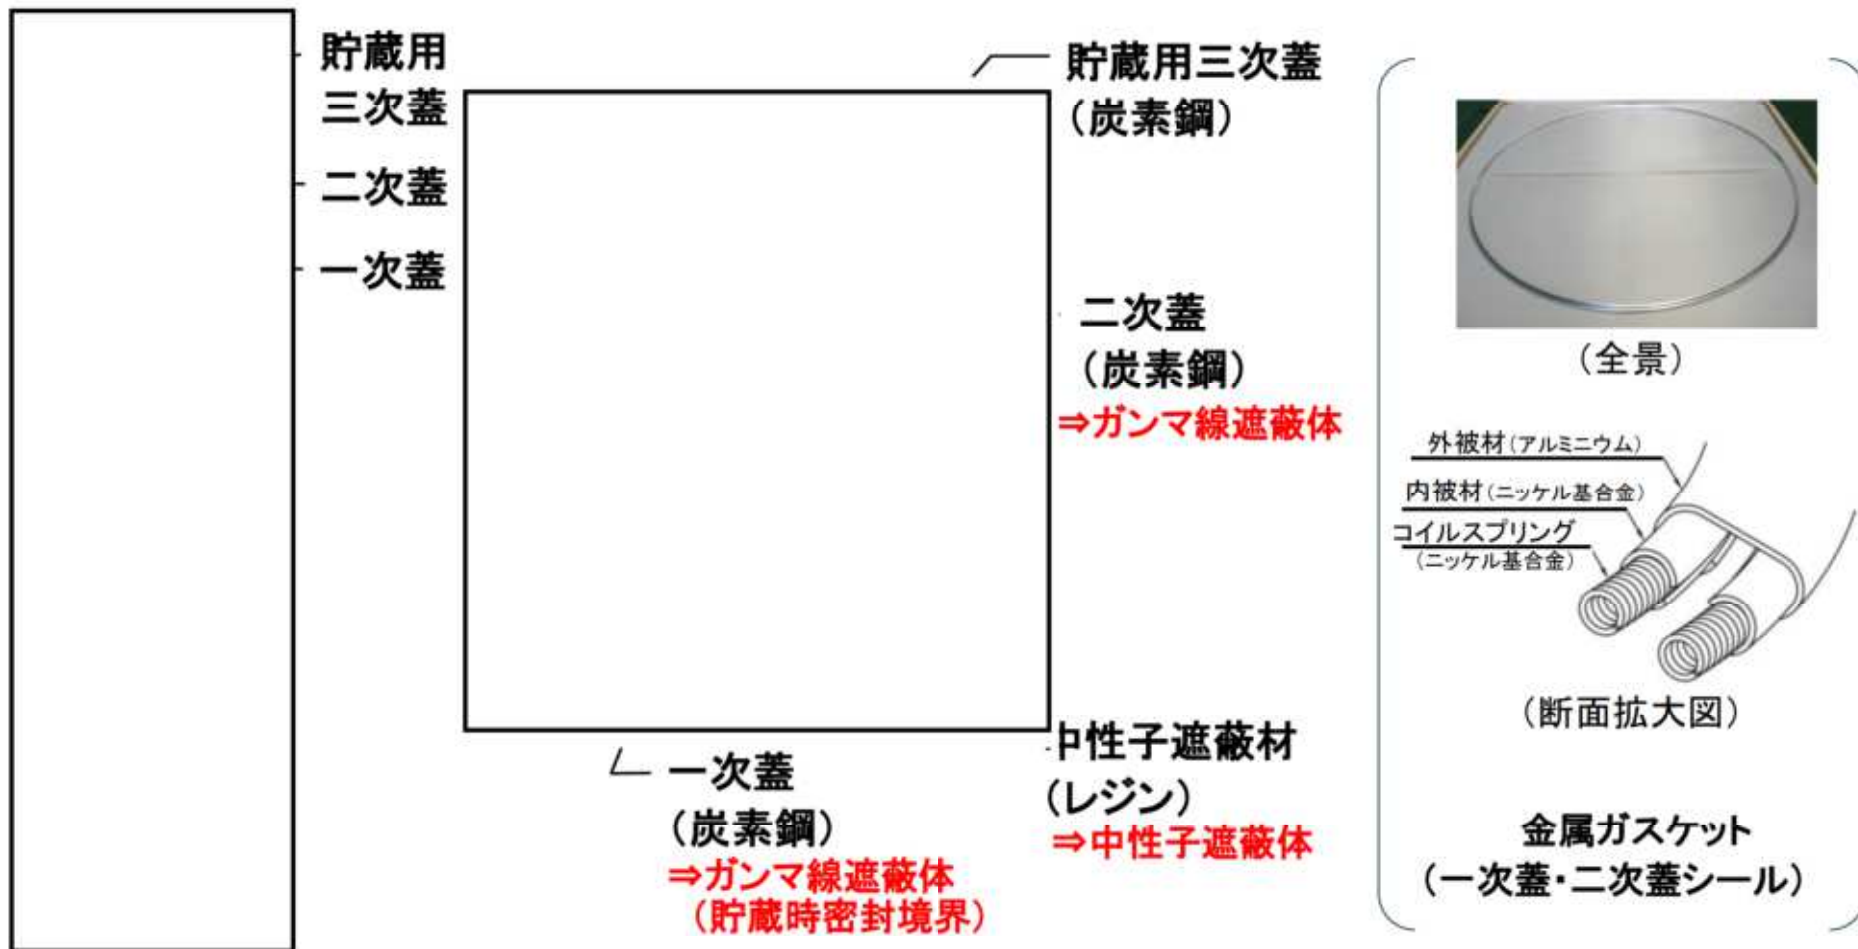 貯蔵用
三次蓋
二次蓋
一次蓋
貯蔵用三次蓋
(炭素鋼)
二次蓋
(炭素鋼)
⇒ガンマ線遮蔽体
一次蓋
(炭素鋼)
⇒ガンマ線遮蔽体
(貯蔵時密封境界)
中性子遮蔽材
(レジン)
⇒中性子遮蔽体
(全景)
外被材(アルミニウム)
内被材(ニッケル基合金)
コイルスプリング
(ニッケル基合金)
(断面拡大図)
金属ガスケット
(一次蓋・二次蓋シール)